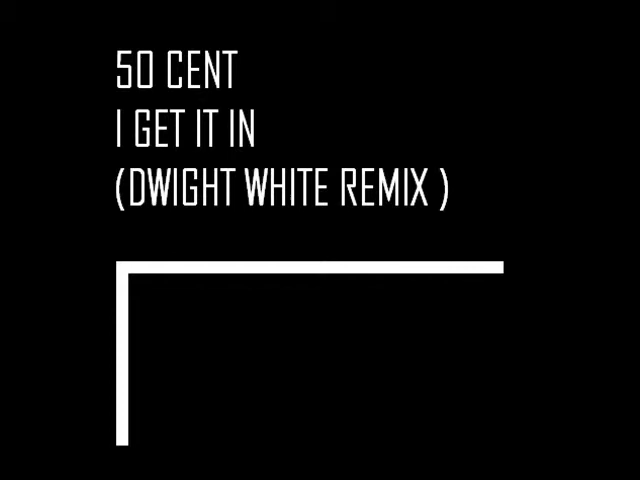 50 CENT
I GET IT IN
(DWIGHT WHITE REMIX )